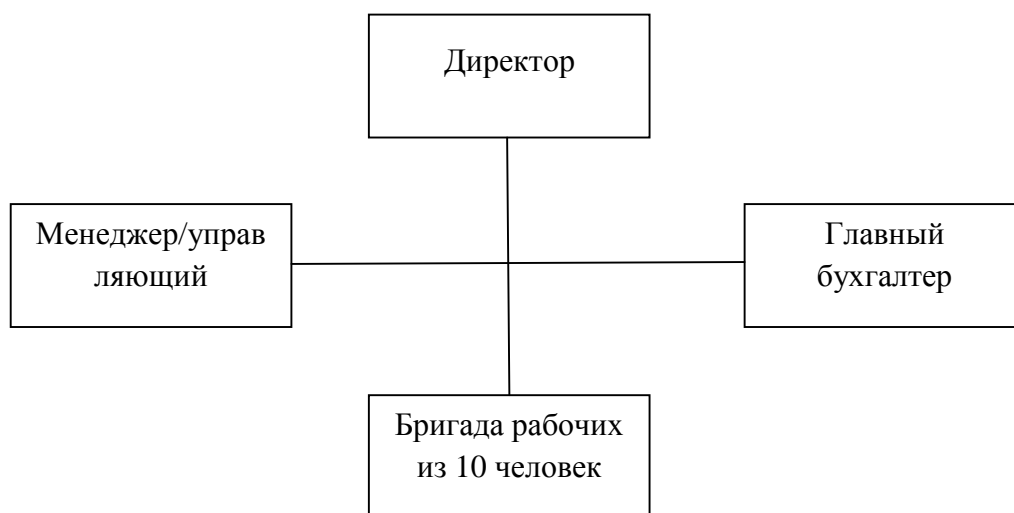 Директор
Менеджер/управ
ляющий
Главный
бухгалтер
Бригада рабочих
из 10 человек